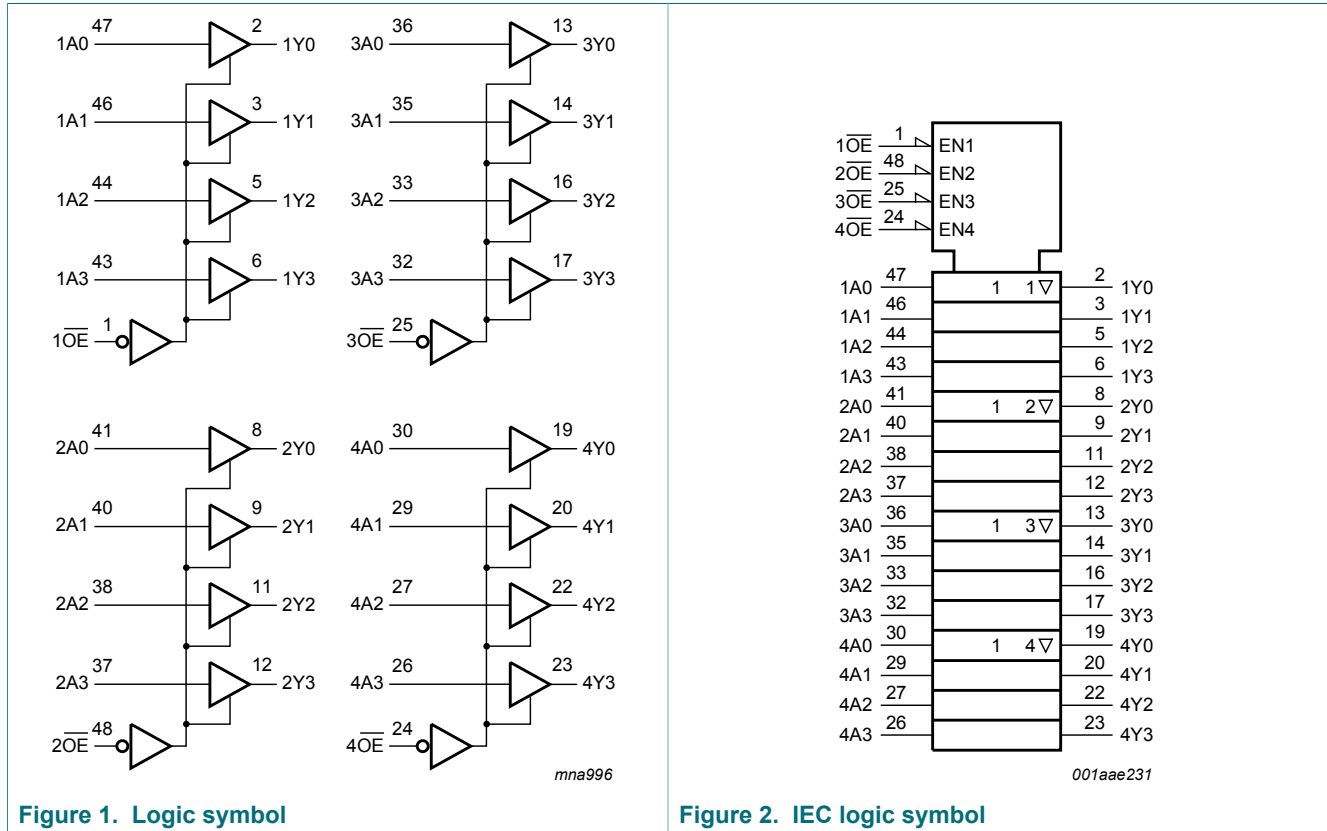 47 2
1A0 1Y0
46 3
1A1 1Y1
44 5
1A2 1Y2
43 6
1A3 1Y3
1
1O̅E̅
36 13
3A0 3Y0
35 14
3A1 3Y1
33 16
3A2 3Y2
32 17
3A3 3Y3
25
3O̅E̅
41 8
2A0 2Y0
40 9
2A1 2Y1
38 11
2A2 2Y2
37 12
2A3 2Y3
48
2O̅E̅
30 19
4A0 4Y0
29 20
4A1 4Y1
27 22
4A2 4Y2
26 23
4A3 4Y3
24
4O̅E̅
mna996
Figure 1. Logic symbol
1O̅E̅ 1 EN1
2O̅E̅ 48 EN2
3O̅E̅ 25 EN3
4O̅E̅ 24 EN4
1A0 47 1 1▽ 2 1Y0
1A1 46 3 1Y1
1A2 44 5 1Y2
1A3 43 6 1Y3
2A0 41 1 2▽ 8 2Y0
2A1 40 9 2Y1
2A2 38 11 2Y2
2A3 37 12 2Y3
3A0 36 1 3▽ 13 3Y0
3A1 35 14 3Y1
3A2 33 16 3Y2
3A3 32 17 3Y3
4A0 30 1 4▽ 19 4Y0
4A1 29 20 4Y1
4A2 27 22 4Y2
4A3 26 23 4Y3
001aae231
Figure 2. IEC logic symbol